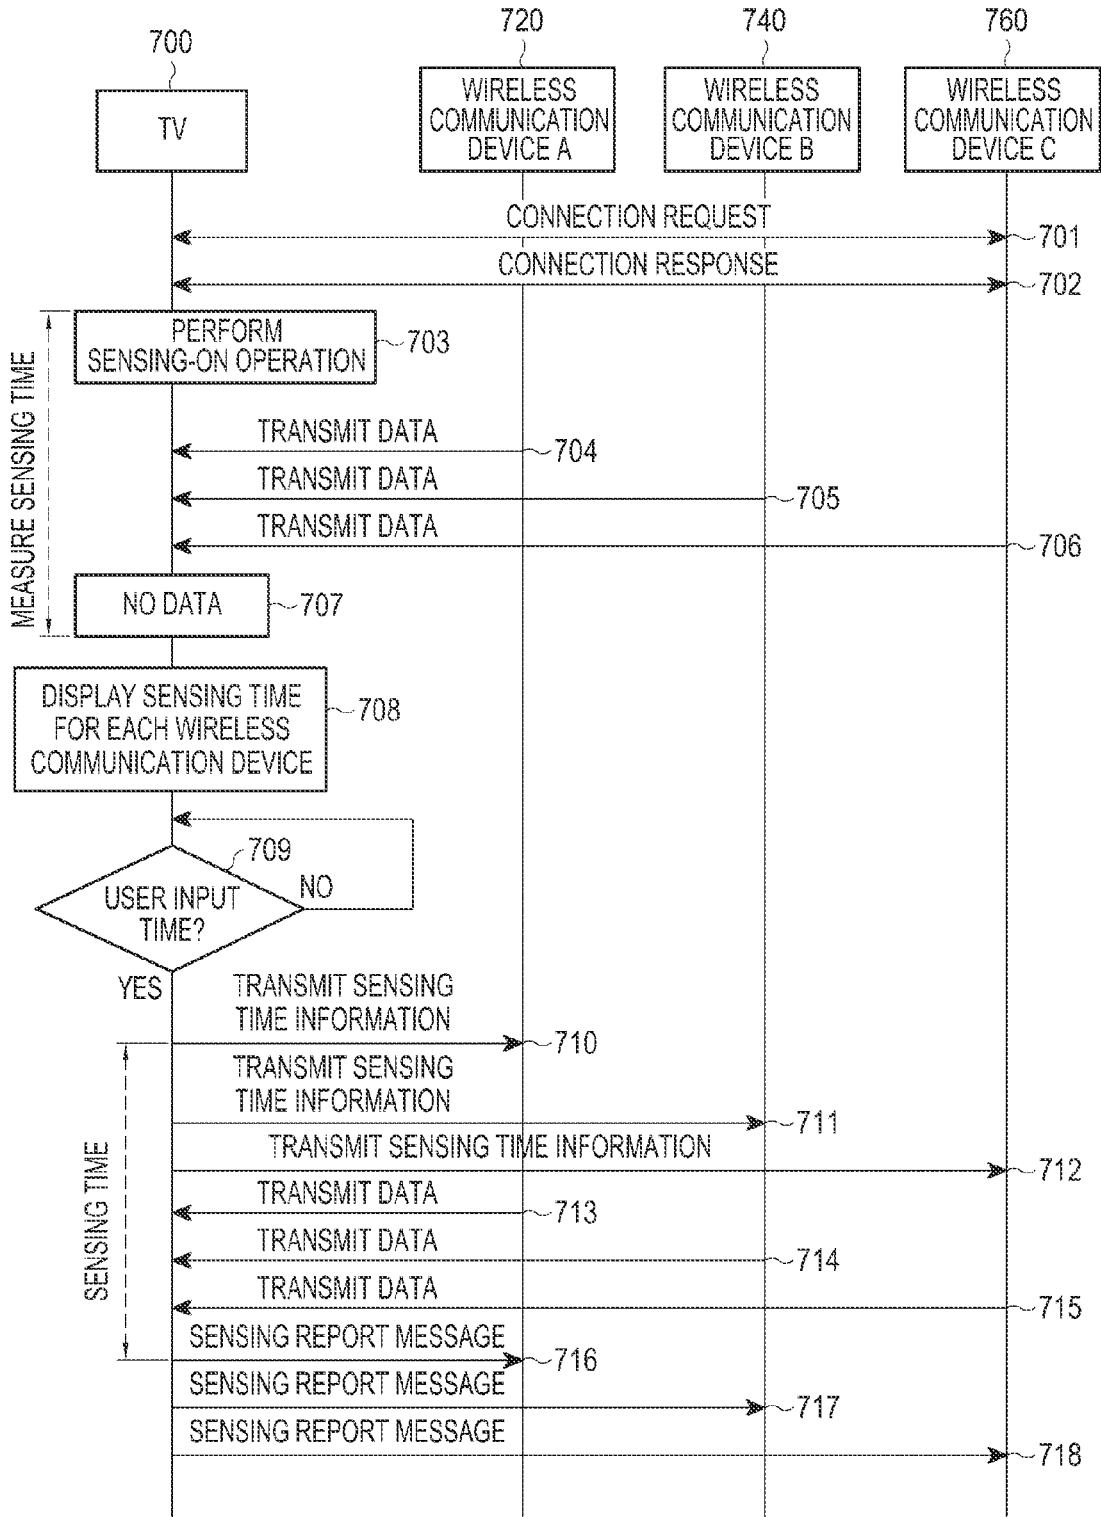 700
720
740
760
TV
WIRELESS
COMMUNICATION
DEVICE A
WIRELESS
COMMUNICATION
DEVICE B
WIRELESS
COMMUNICATION
DEVICE C
CONNECTION REQUEST
701
CONNECTION RESPONSE
702
MEASURE SENSING TIME
PERFORM
SENSING-ON OPERATION
703
TRANSMIT DATA
704
TRANSMIT DATA
705
TRANSMIT DATA
706
NO DATA
707
DISPLAY SENSING TIME
FOR EACH WIRELESS
COMMUNICATION DEVICE
708
709
USER INPUT
TIME?
NO
YES
TRANSMIT SENSING
TIME INFORMATION
710
SENSING TIME
TRANSMIT SENSING
TIME INFORMATION
711
TRANSMIT SENSING TIME INFORMATION
712
TRANSMIT DATA
713
TRANSMIT DATA
714
TRANSMIT DATA
715
SENSING REPORT MESSAGE
716
SENSING REPORT MESSAGE
717
SENSING REPORT MESSAGE
718